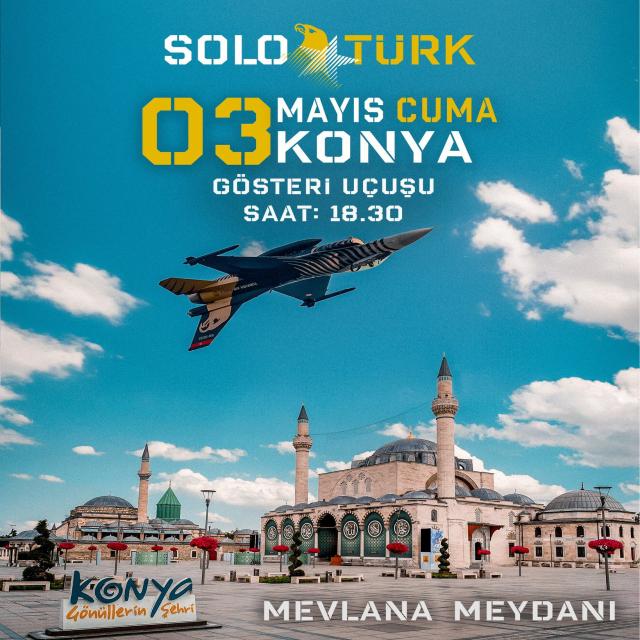 SOLO TÜRK
03 MAYIS CUMA
KONYA
GÖSTERİ UÇUŞU
SAAT: 18.30
KONYA
Gönüllerin Şehri
MEVLANA MEYDANI